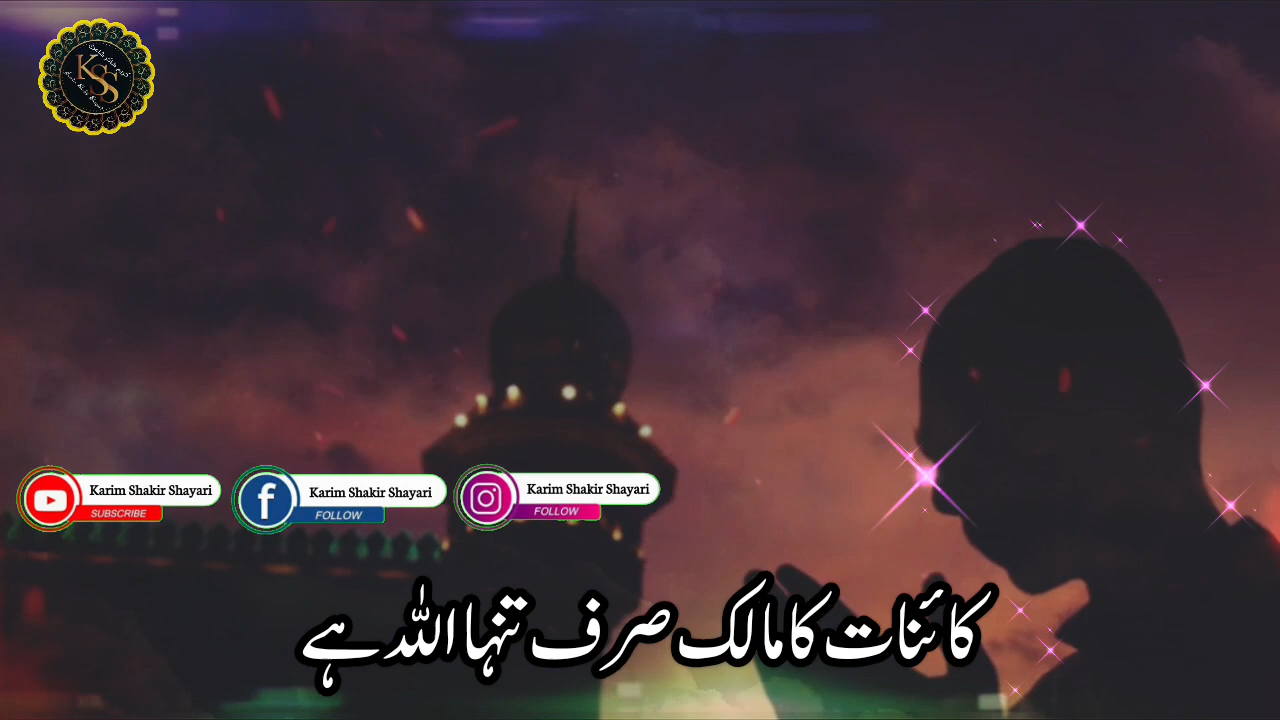 KSS
Karim Shakir Shayari
SUBSCRIBE
Karim Shakir Shayari
FOLLOW
Karim Shakir Shayari
FOLLOW
کائنات کا مالک صرف تنہا اللہ ہے